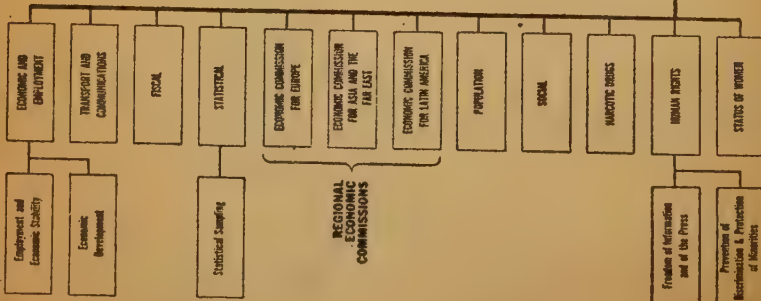 ECONOMIC AND
EMPLOYMENT
TRANSPORT AND
COMMUNICATIONS
FISCAL
STATISTICAL
ECONOMIC COMMISSION
FOR EUROPE
ECONOMIC COMMISSION
FOR ASIA AND THE
FAR EAST
ECONOMIC COMMISSION
FOR LATIN AMERICA
POPULATION
SOCIAL
NARCOTIC DRUGS
HUMAN RIGHTS
STATUS OF WOMEN
Employment and
Economic Stability
Economic
Development
Statistical Sampling
REGIONAL
ECONOMIC
COMMISSIONS
Freedom of Information
and of the Press
Prevention of
Discrimination & Protection
of Minorities